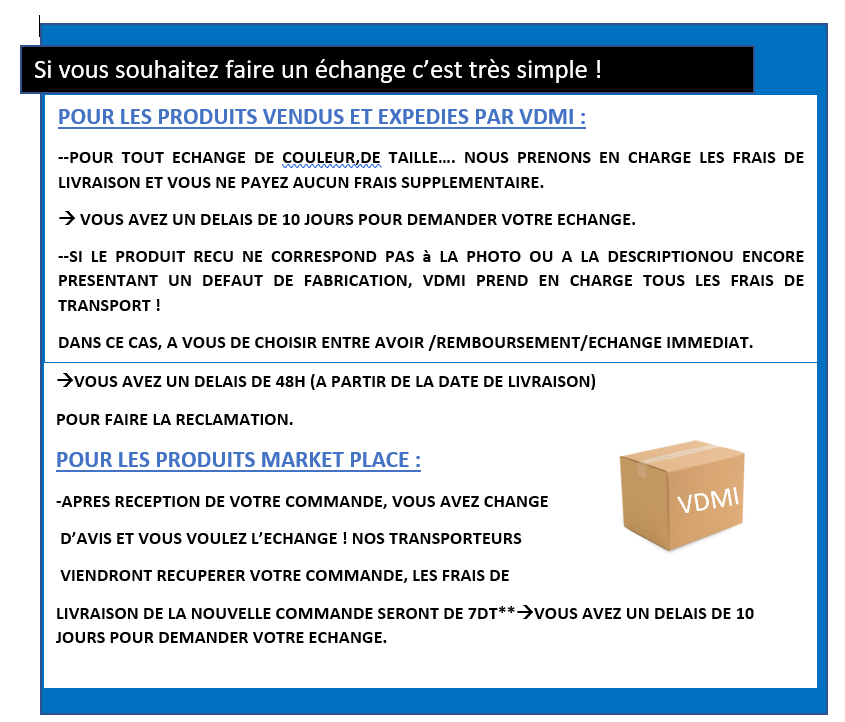 Si vous souhaitez faire un échange c’est très simple !
POUR LES PRODUITS VENDUS ET EXPEDIES PAR VDMI :
--POUR TOUT ECHANGE DE COULEUR,DE TAILLE…. NOUS PRENONS EN CHARGE LES FRAIS DE
LIVRAISON ET VOUS NE PAYEZ AUCUN FRAIS SUPPLEMENTAIRE.
→ VOUS AVEZ UN DELAIS DE 10 JOURS POUR DEMANDER VOTRE ECHANGE.
--SI LE PRODUIT RECU NE CORRESPOND PAS à LA PHOTO OU A LA DESCRIPTIONOU ENCORE
PRESENTANT UN DEFAUT DE FABRICATION, VDMI PREND EN CHARGE TOUS LES FRAIS DE
TRANSPORT !
DANS CE CAS, A VOUS DE CHOISIR ENTRE AVOIR /REMBOURSEMENT/ECHANGE IMMEDIAT.
→VOUS AVEZ UN DELAIS DE 48H (A PARTIR DE LA DATE DE LIVRAISON)
POUR FAIRE LA RECLAMATION.
POUR LES PRODUITS MARKET PLACE :
-APRES RECEPTION DE VOTRE COMMANDE, VOUS AVEZ CHANGE
D’AVIS ET VOUS VOULEZ L’ECHANGE ! NOS TRANSPORTEURS
VIENDRONT RECUPERER VOTRE COMMANDE, LES FRAIS DE
LIVRAISON DE LA NOUVELLE COMMANDE SERONT DE 7DT**→VOUS AVEZ UN DELAIS DE 10
JOURS POUR DEMANDER VOTRE ECHANGE.
VDMI